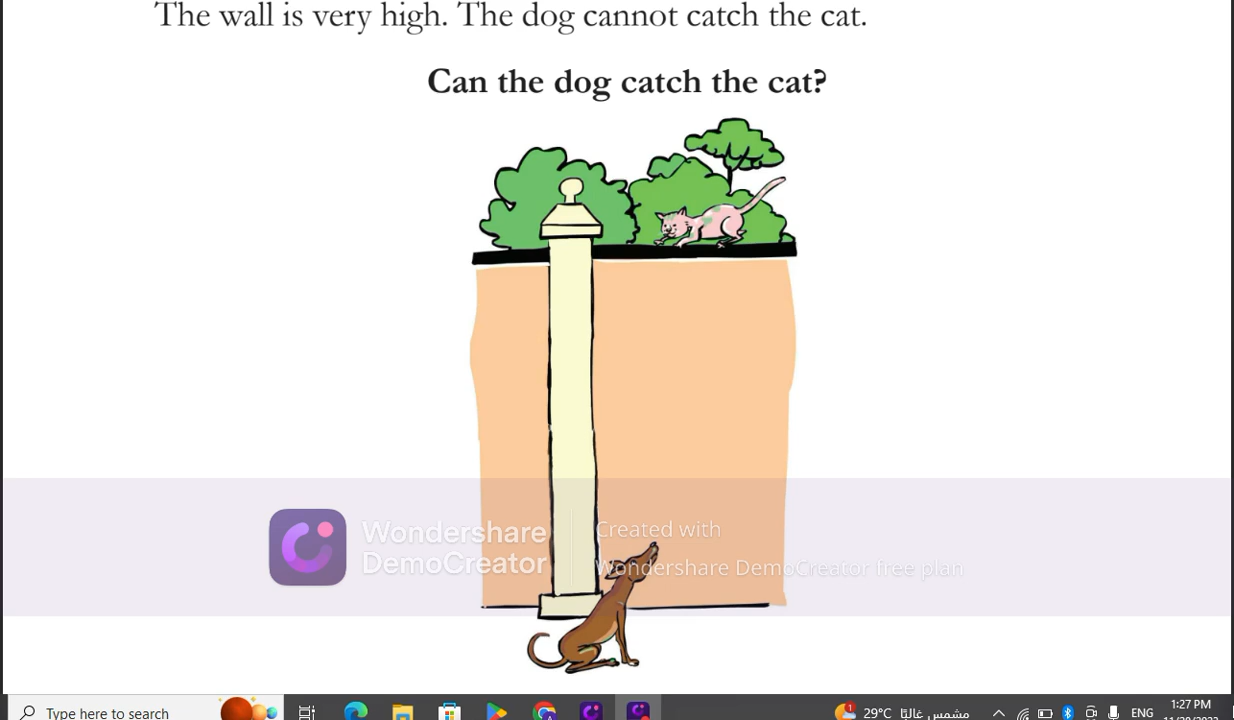 The wall is very high. The dog cannot catch the cat.
Can the dog catch the cat?
Wondershare
DemoCreator
Created with
Wondershare DemoCreator free plan
Type here to search
1
29°C مشمس غالبًا
ENG
1:27 PM